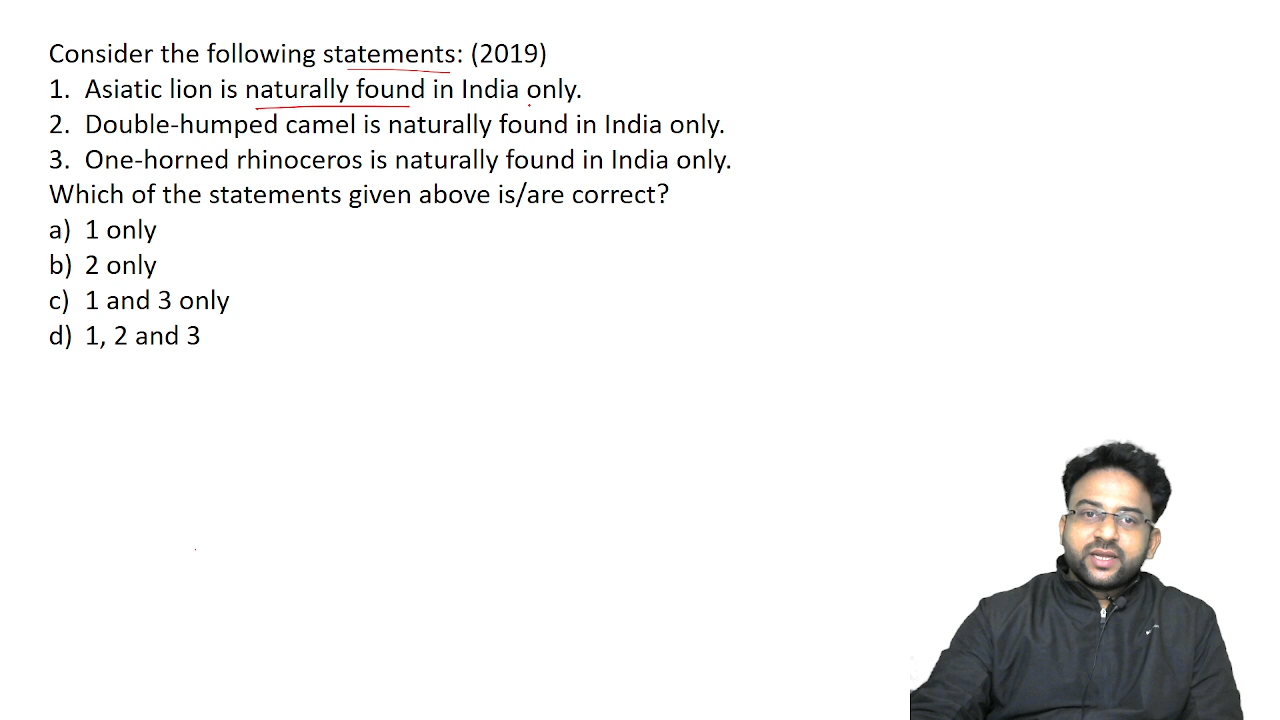 Consider the following statements: (2019)
1. Asiatic lion is naturally found in India only.
2. Double-humped camel is naturally found in India only.
3. One-horned rhinoceros is naturally found in India only.
Which of the statements given above is/are correct?
a) 1 only
b) 2 only
c) 1 and 3 only
d) 1, 2 and 3